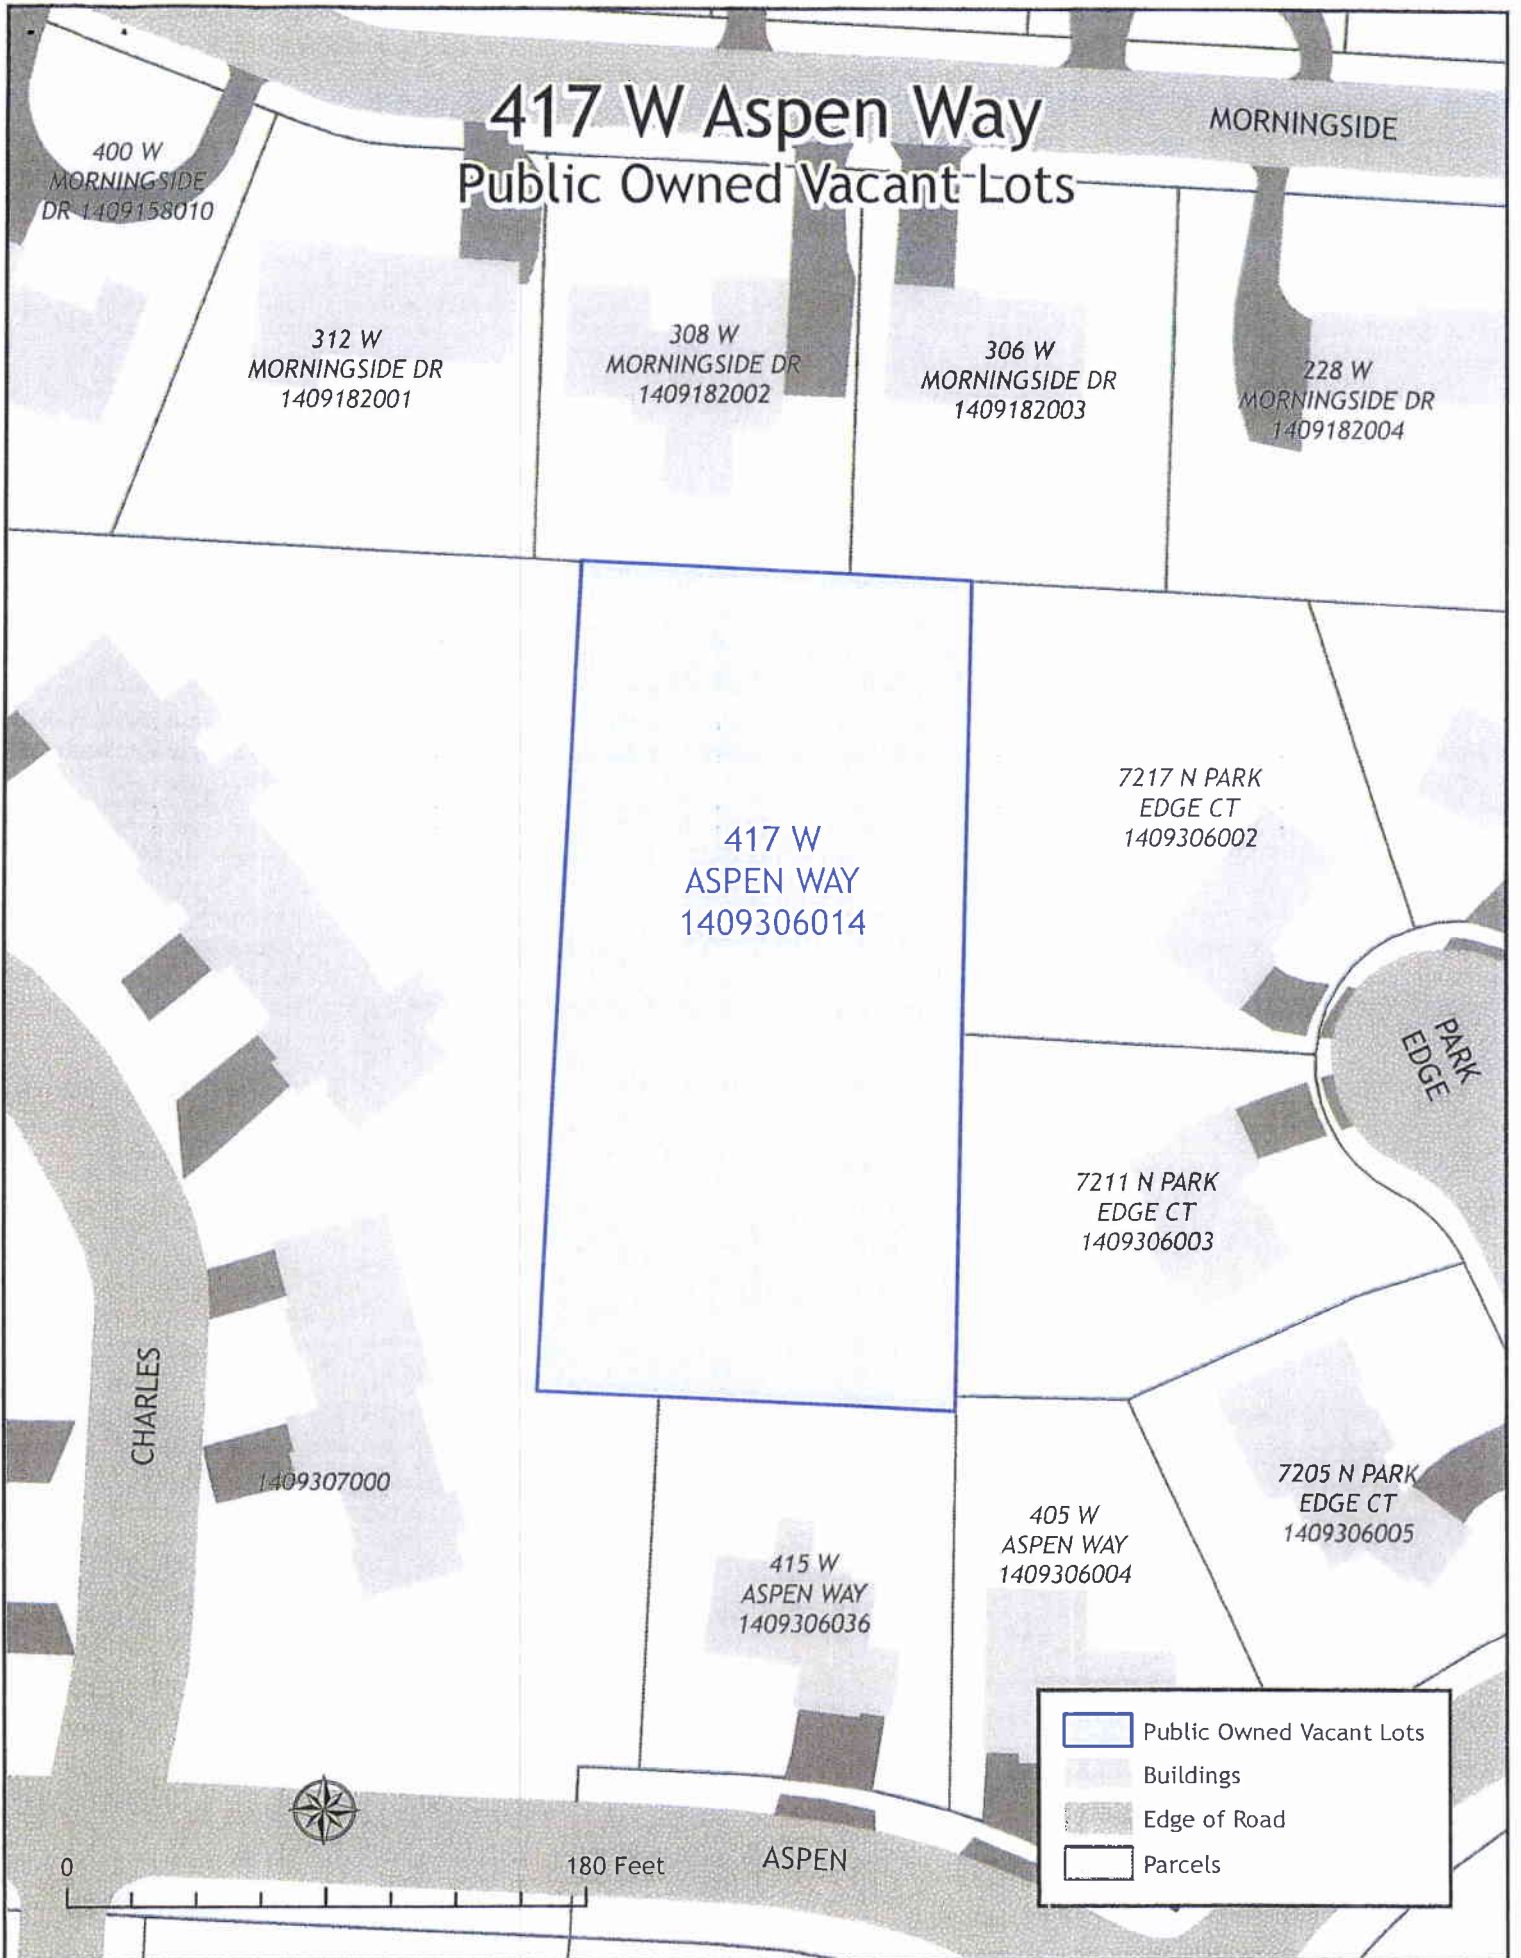 417 W Aspen Way
Public Owned Vacant Lots
MORNINGSIDE
400 W
MORNINGSIDE
DR 1409158010
312 W
MORNINGSIDE DR
1409182001
308 W
MORNINGSIDE DR
1409182002
306 W
MORNINGSIDE DR
1409182003
228 W
MORNINGSIDE DR
1409182004
417 W
ASPEN WAY
1409306014
7217 N PARK
EDGE CT
1409306002
PARK
EDGE
7211 N PARK
EDGE CT
1409306003
CHARLES
1409307000
7205 N PARK
EDGE CT
1409306005
405 W
ASPEN WAY
1409306004
415 W
ASPEN WAY
1409306036
Public Owned Vacant Lots
Buildings
Edge of Road
Parcels
0
180 Feet
ASPEN